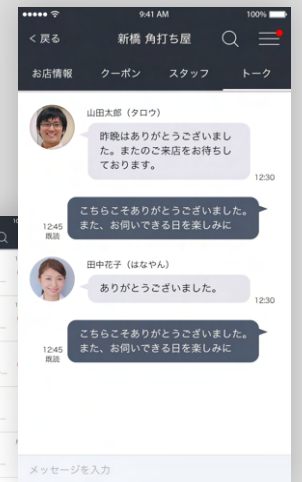 9:41 AM
100%
< 戻る
新橋 角打ち屋
お店情報
クーポン
スタッフ
トーク
山田太郎（タロウ）
昨晩はありがとうございまし
た。またのご来店をお待ちし
ております。
12:30
こちらこそありがとうございました。
また、お伺いできる日を楽しみに
12:45
既読
田中花子（はなやん）
ありがとうございました。
12:30
こちらこそありがとうございました。
また、お伺いできる日を楽しみに
12:45
既読
メッセージを入力